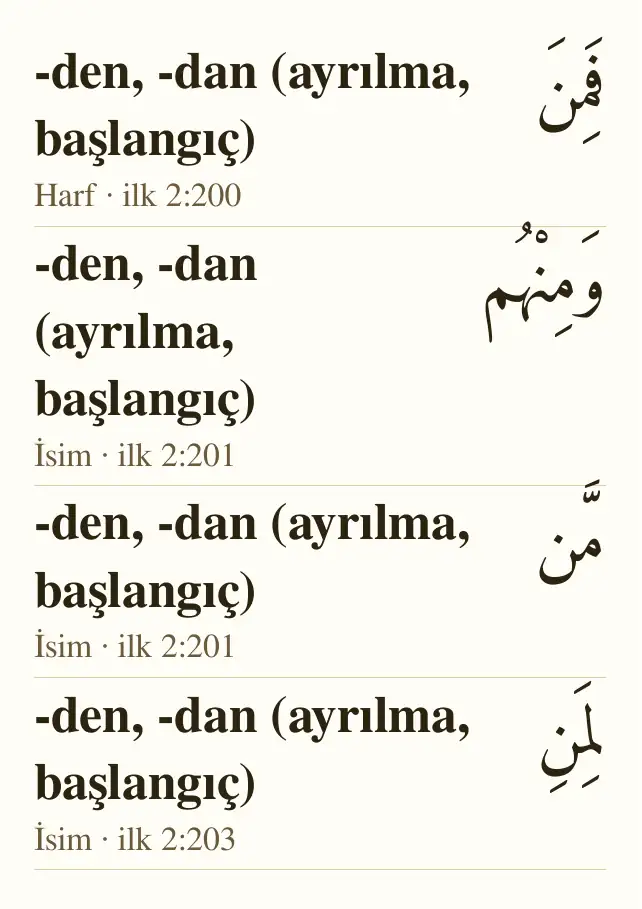 -den, -dan (ayrılma,
başlangıç)
فَمِنَ
Harf · ilk 2:200
-den, -dan
(ayrılma,
başlangıç)
وَمِنْهُم
İsim · ilk 2:201
-den, -dan (ayrılma,
başlangıç)
مَّن
İsim · ilk 2:201
-den, -dan (ayrılma,
başlangıç)
لِمَنِ
İsim · ilk 2:203